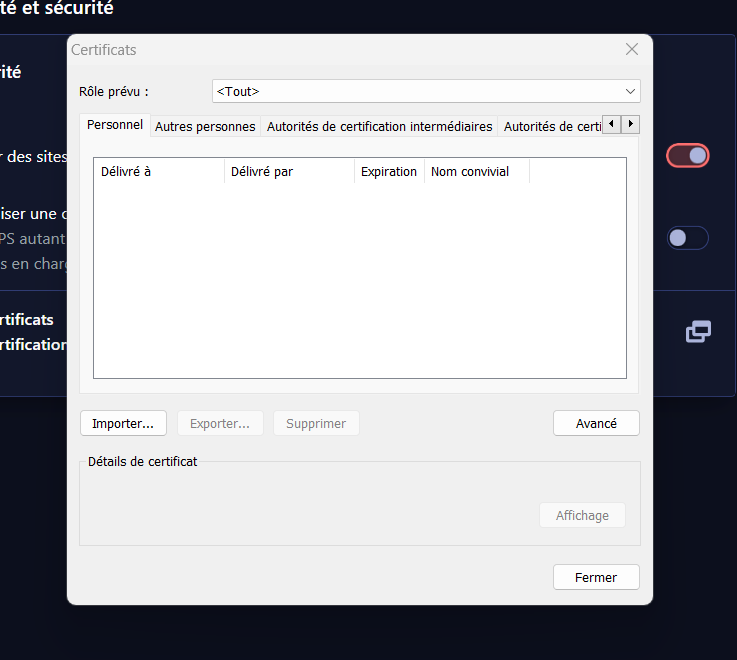 té et sécurité
Certificats
rité
Rôle prévu :
<Tout>
Personnel
Autres personnes
Autorités de certification intermédiaires
Autorités de certi
r des sites
Délivré à
Délivré par
Expiration
Nom convivial
iser une c
PS autant
s en charg
rtificats
rtification
Importer...
Exporter...
Supprimer
Avancé
Détails de certificat
Affichage
Fermer